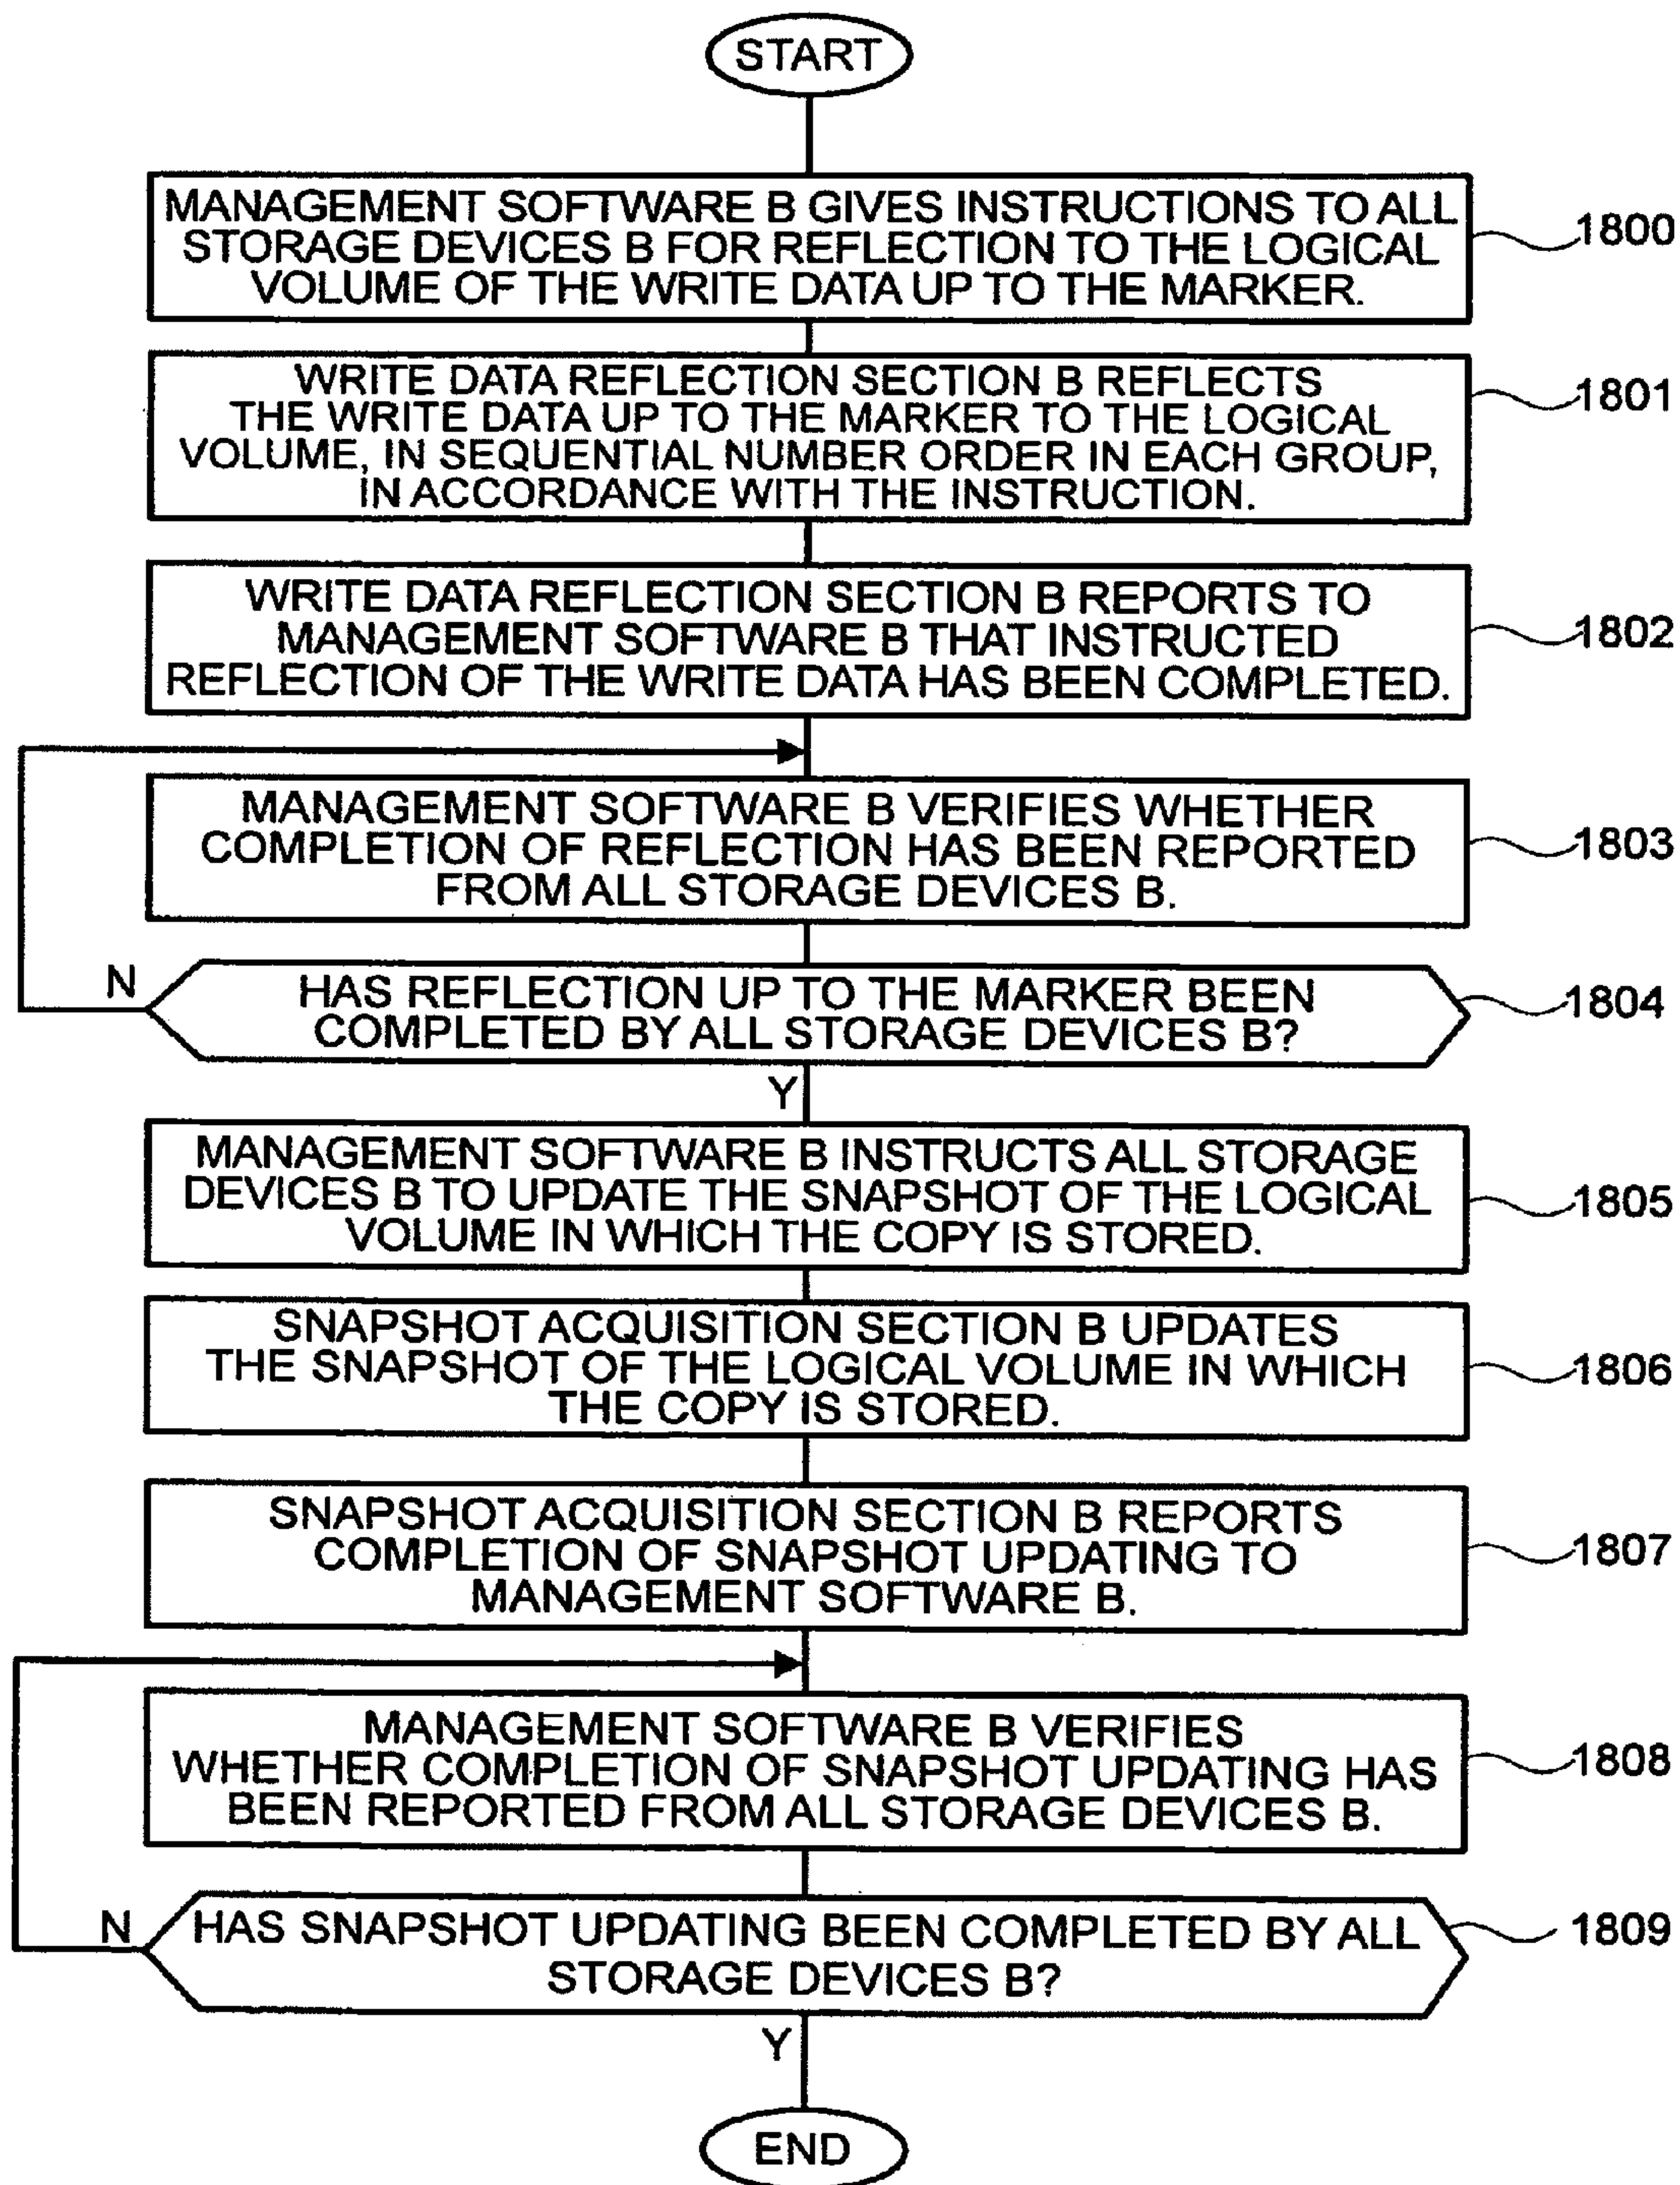 START
MANAGEMENT SOFTWARE B GIVES INSTRUCTIONS TO ALL
STORAGE DEVICES B FOR REFLECTION TO THE LOGICAL
VOLUME OF THE WRITE DATA UP TO THE MARKER.
1800
WRITE DATA REFLECTION SECTION B REFLECTS
THE WRITE DATA UP TO THE MARKER TO THE LOGICAL
VOLUME, IN SEQUENTIAL NUMBER ORDER IN EACH GROUP,
IN ACCORDANCE WITH THE INSTRUCTION.
1801
WRITE DATA REFLECTION SECTION B REPORTS TO
MANAGEMENT SOFTWARE B THAT INSTRUCTED
REFLECTION OF THE WRITE DATA HAS BEEN COMPLETED.
1802
MANAGEMENT SOFTWARE B VERIFIES WHETHER
COMPLETION OF REFLECTION HAS BEEN REPORTED
FROM ALL STORAGE DEVICES B.
1803
N
HAS REFLECTION UP TO THE MARKER BEEN
COMPLETED BY ALL STORAGE DEVICES B?
1804
Y
MANAGEMENT SOFTWARE B INSTRUCTS ALL STORAGE
DEVICES B TO UPDATE THE SNAPSHOT OF THE LOGICAL
VOLUME IN WHICH THE COPY IS STORED.
1805
SNAPSHOT ACQUISITION SECTION B UPDATES
THE SNAPSHOT OF THE LOGICAL VOLUME IN WHICH
THE COPY IS STORED.
1806
SNAPSHOT ACQUISITION SECTION B REPORTS
COMPLETION OF SNAPSHOT UPDATING TO
MANAGEMENT SOFTWARE B.
1807
MANAGEMENT SOFTWARE B VERIFIES
WHETHER COMPLETION OF SNAPSHOT UPDATING HAS
BEEN REPORTED FROM ALL STORAGE DEVICES B.
1808
N
HAS SNAPSHOT UPDATING BEEN COMPLETED BY ALL
STORAGE DEVICES B?
1809
Y
END